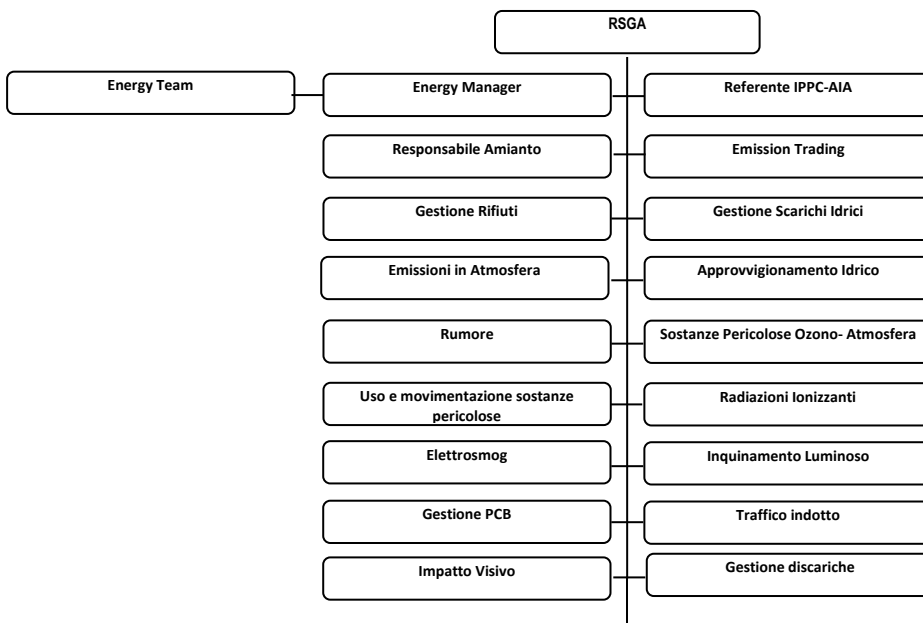 RSGA
Energy Team
Energy Manager
Referente IPPC-AIA
Responsabile Amianto
Emission Trading
Gestione Rifiuti
Gestione Scarichi Idrici
Emissioni in Atmosfera
Approvvigionamento Idrico
Rumore
Sostanze Pericolose Ozono- Atmosfera
Uso e movimentazione sostanze
pericolose
Radiazioni Ionizzanti
Elettrosmog
Inquinamento Luminoso
Gestione PCB
Traffico indotto
Impatto Visivo
Gestione discariche